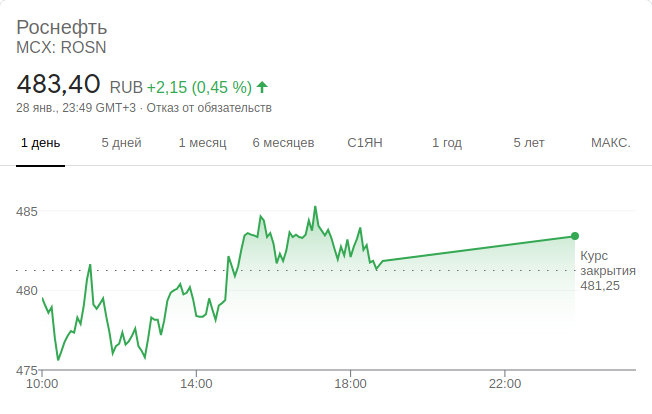 Роснефть
MCX: ROSN
483,40 RUB +2,15 (0,45 %)
28 янв., 23:49 GMT+3 · Отказ от обязательств
1 день 5 дней 1 месяц 6 месяцев С1ЯН 1 год 5 лет МАКС.
485
Курс
закрытия
481,25
480
475
10:00 14:00 18:00 22:00